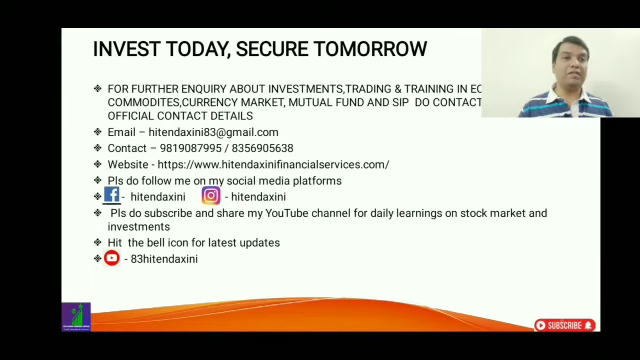 INVEST TODAY, SECURE TOMORROW
❖ FOR FURTHER ENQUIRY ABOUT INVESTMENTS,TRADING & TRAINING IN
COMMODITES,CURRENCY MARKET, MUTUAL FUND AND SIP DO CONTACT
OFFICIAL CONTACT DETAILS
❖ Email – hitendaxini83@gmail.com
❖ Contact – 9819087995 / 8356905638
❖ Website - https://www.hitendaxinifinancialservices.com/
❖ Pls do follow me on my social media platforms
❖ f - hitendaxini - hitendaxini
❖ Pls do subscribe and share my YouTube channel for daily learnings on stock market and
investments
❖ Hit the bell icon for latest updates
❖ - 83hitendaxini
SUBSCRIBE